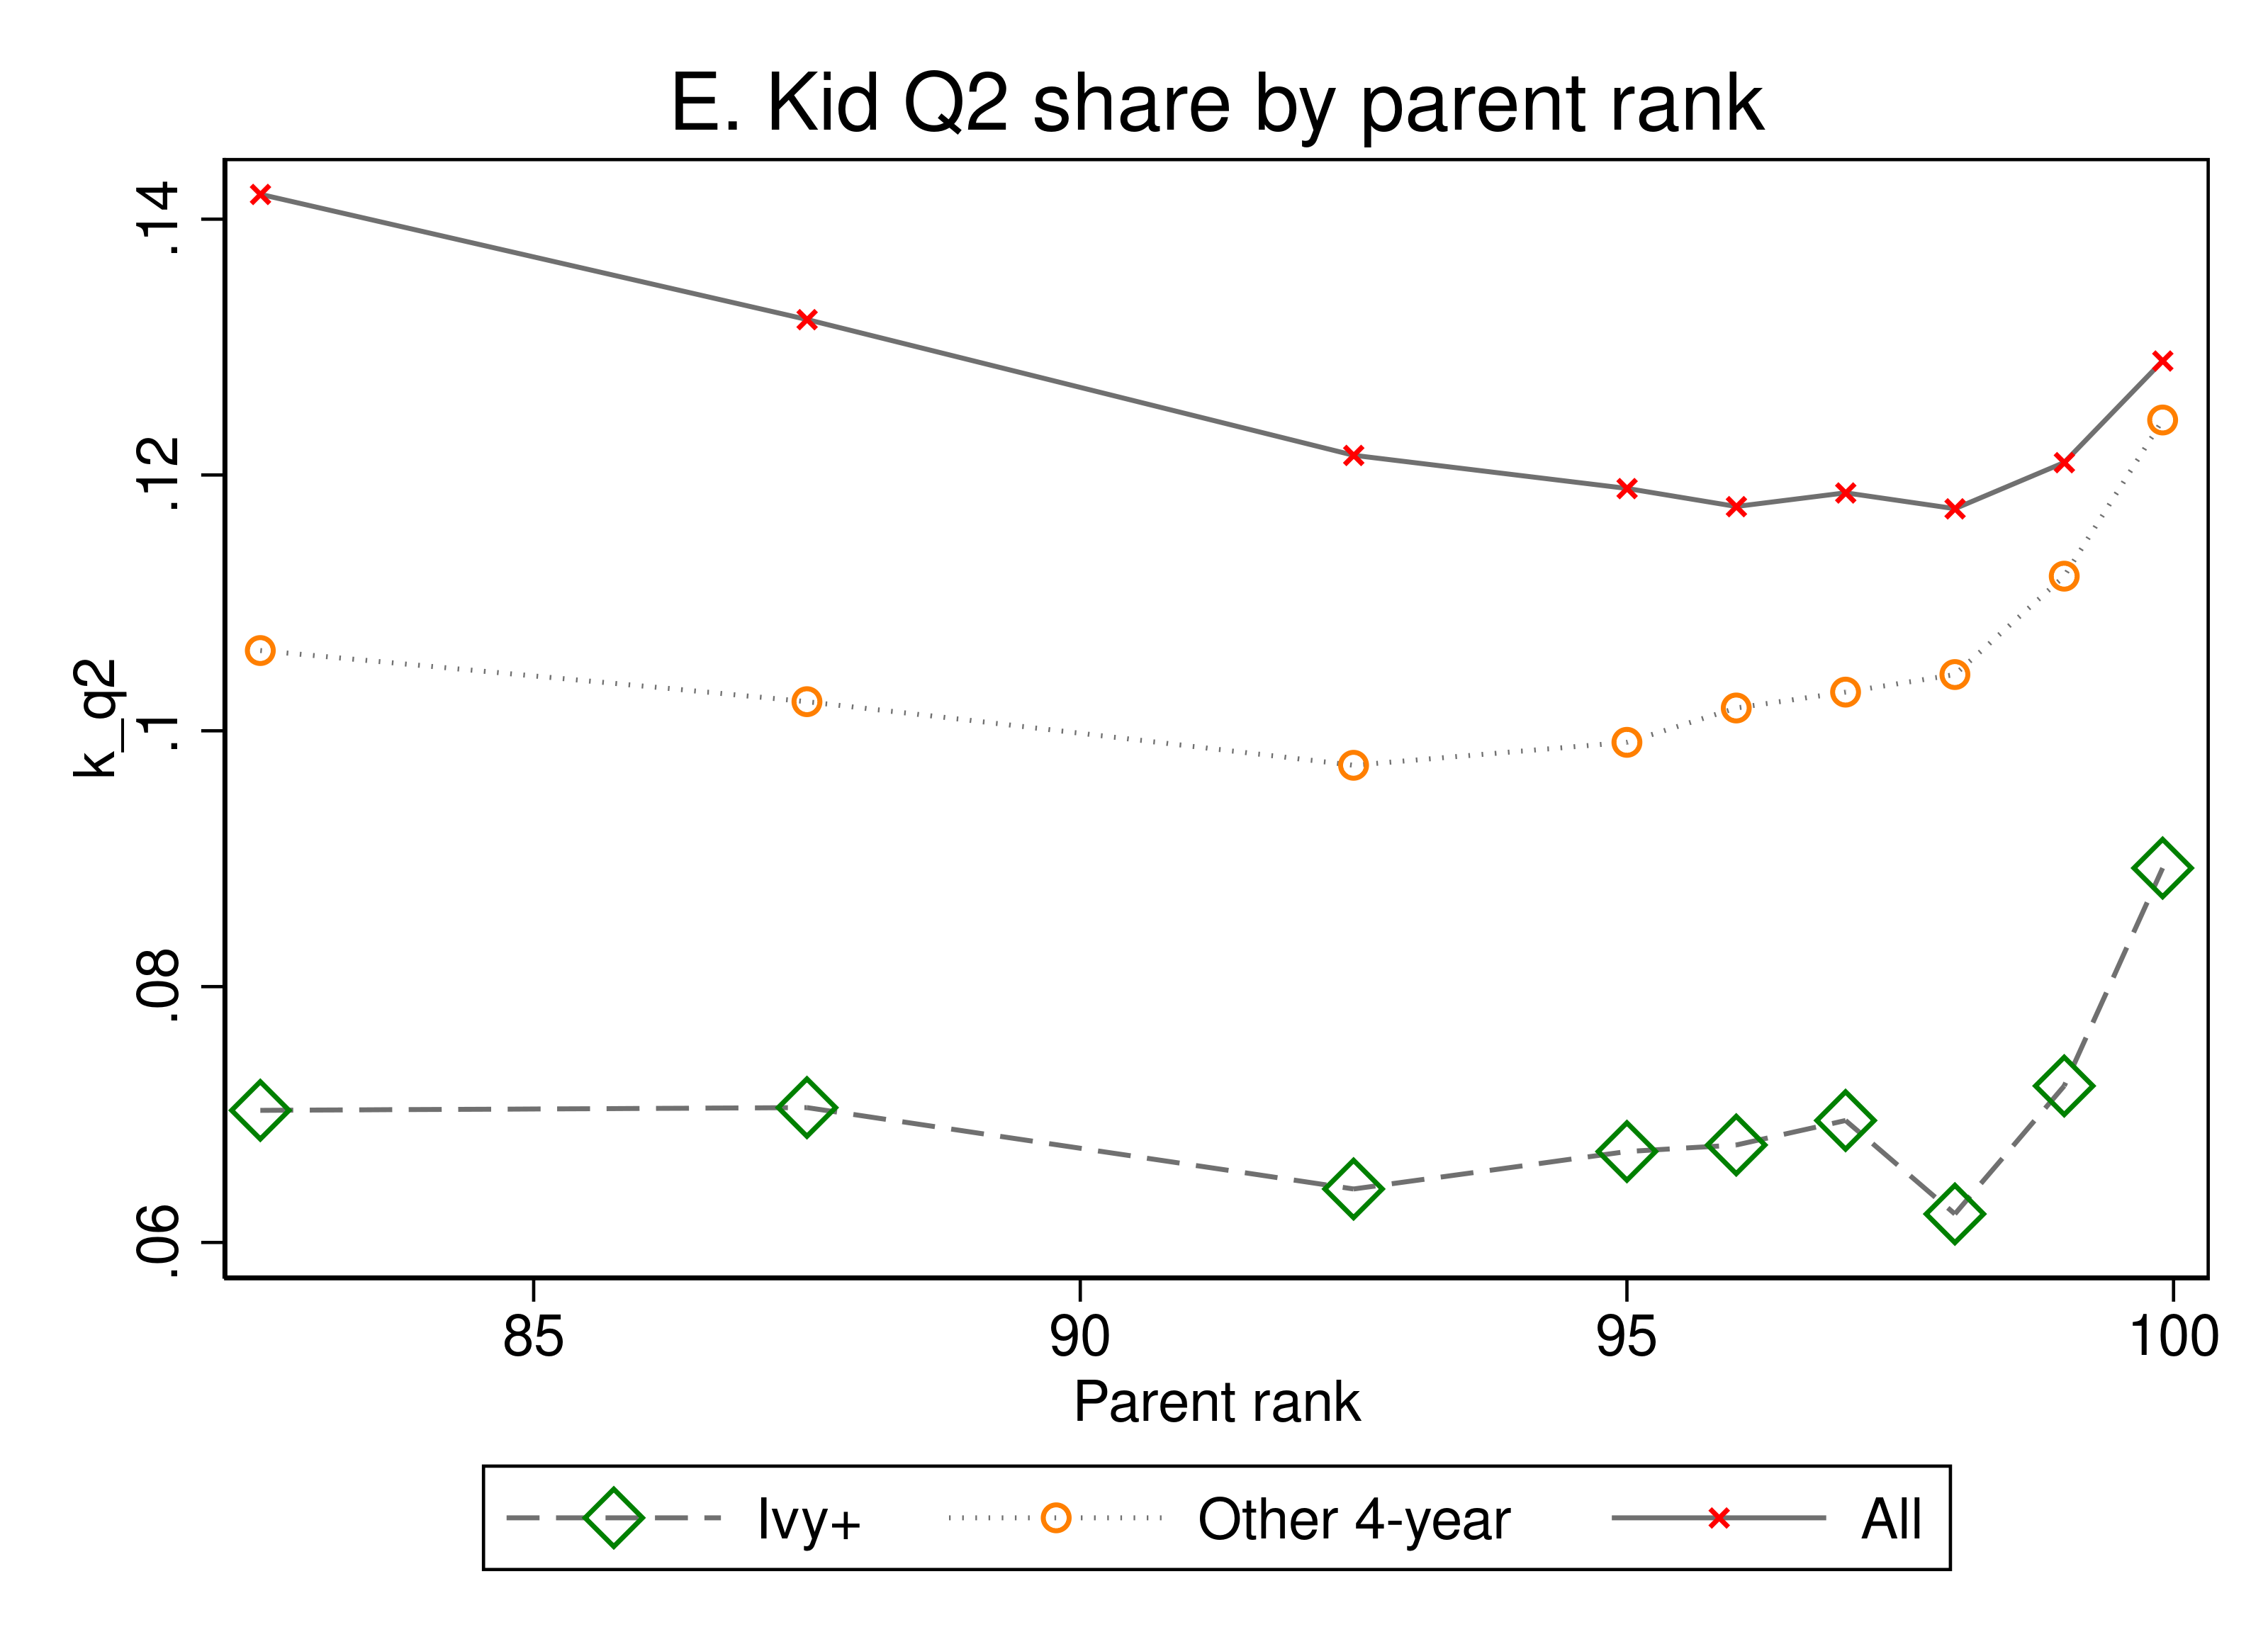 E. Kid Q2 share by parent rank
.14
.12
.1
.08
.06
k_q2
85 90 95 100
Parent rank
Ivy+ Other 4-year All